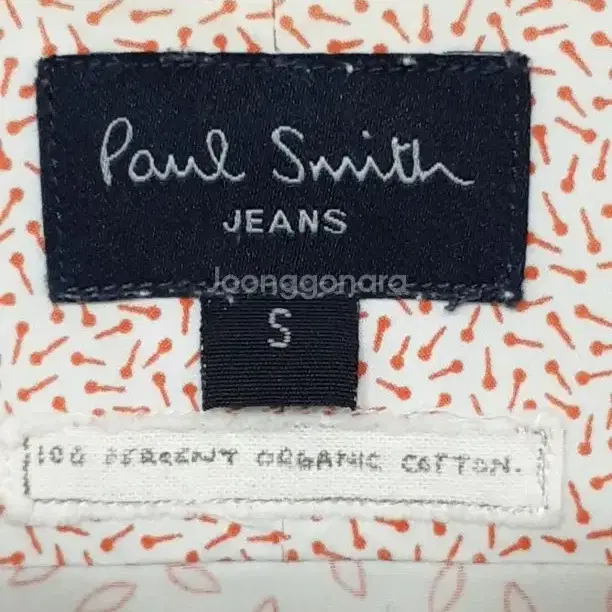 Paul Smith
JEANS
Joonggonara
S
100 PERCENT ORGANIC COTTON.